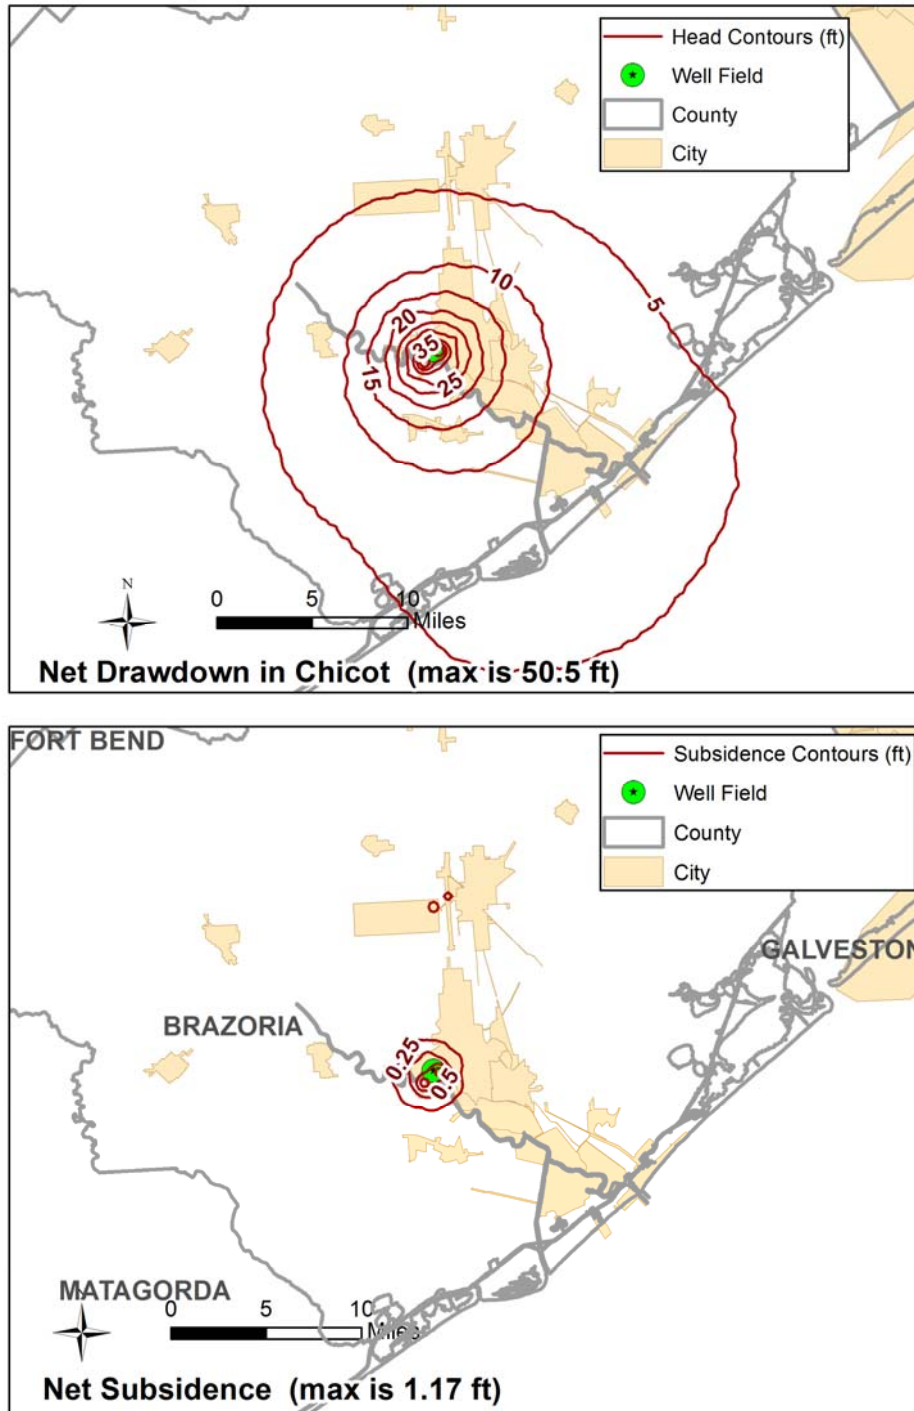 Head Contours (ft)
Well Field
County
City
5
10
20
35
15
25
N
0 5 10
Miles
Net Drawdown in Chicot (max is 50:5 ft)
FORT BEND
Subsidence Contours (ft)
Well Field
County
City
GALVESTON
BRAZORIA
0.25
0.5
MATAGORDA
0 5 10
Miles
Net Subsidence (max is 1.17 ft)